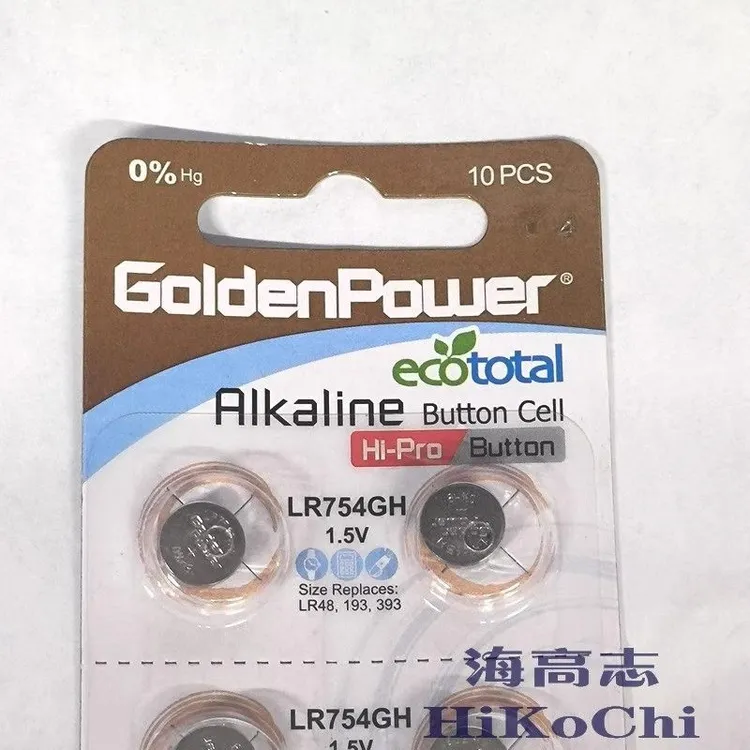 0% Hg
10 PCS
GoldenPower®
ecototal
Alkaline Button Cell
Hi-Pro Button
LR754GH
1.5V
Size Replaces:
LR48, 193, 393
LR754GH
1.5V
海高志
HiKoChi